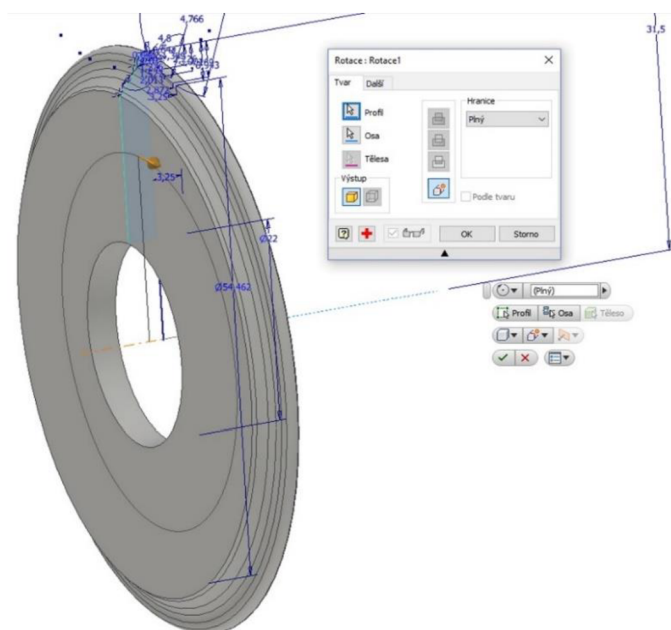 4,766
4,8
31,5
Rotace : Rotace1
Tvar
Další
Profil
Osa
Tělesa
Výstup
Hranice
Plný
Podle tvaru
OK
Storno
3,25
Ø22
Ø54,462
(Plný)
Profil
Osa
Těleso